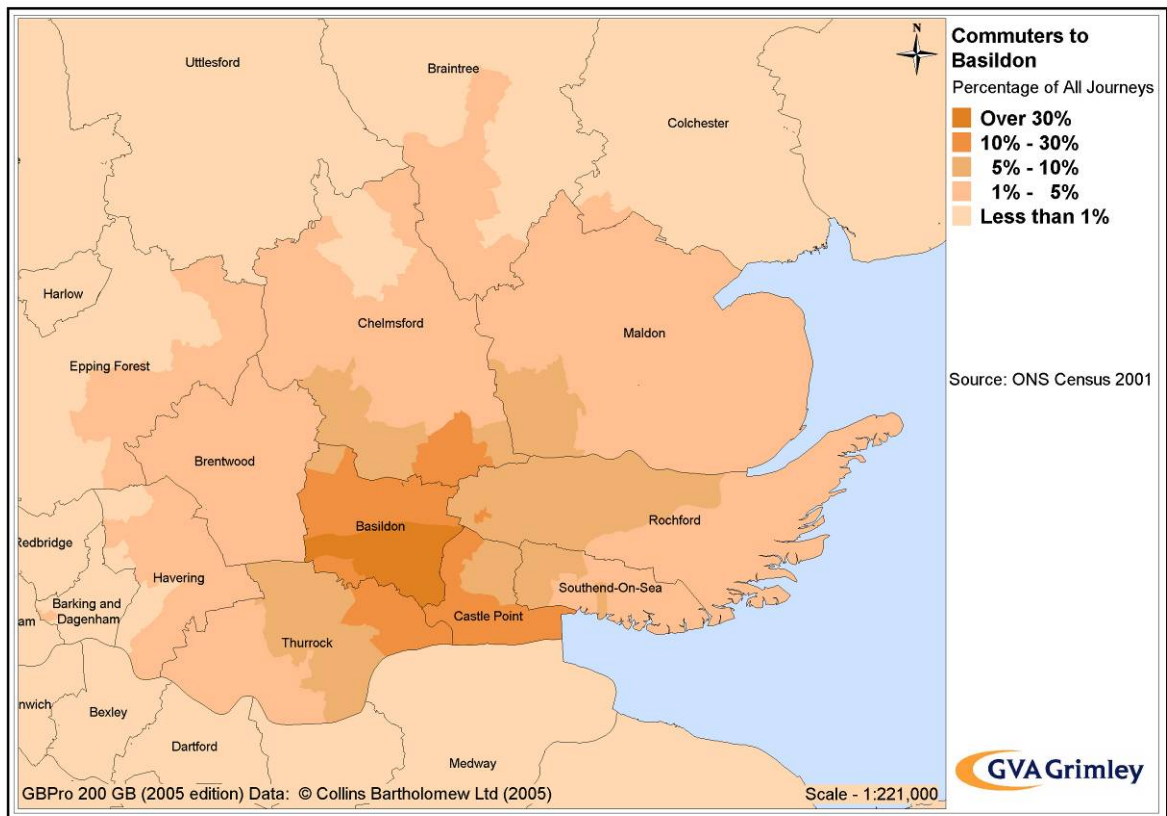 Commuters to
Basildon
Percentage of All Journeys
Over 30%
10% - 30%
5% - 10%
1% - 5%
Less than 1%
Source: ONS Census 2001
N
Uttlesford
Braintree
Colchester
Harlow
Chelmsford
Maldon
Epping Forest
Brentwood
Basildon
Rochford
Redbridge
Havering
Southend-On-Sea
Barking and
Dagenham
am
Castle Point
Thurrock
nwich
Bexley
Dartford
Medway
GVA Grimley
GBPro 200 GB (2005 edition) Data: © Collins Bartholomew Ltd (2005)
Scale - 1:221,000